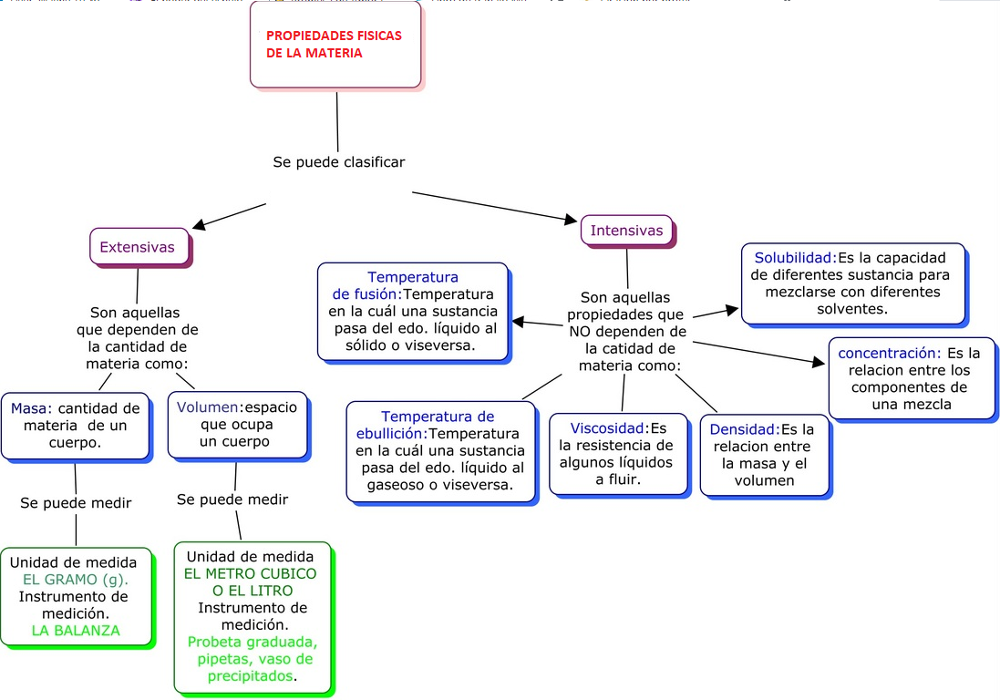 PROPIEDADES FISICAS
DE LA MATERIA
Se puede clasificar
Extensivas
Son aquellas
que dependen de
la cantidad de
materia como:
Masa: cantidad de
materia de un
cuerpo.
Se puede medir
Unidad de medida
EL GRAMO (g).
Instrumento de
medición.
LA BALANZA
Volumen:espacio
que ocupa
un cuerpo
Se puede medir
Unidad de medida
EL METRO CUBICO
O EL LITRO
Instrumento de
medición.
Probeta graduada,
pipetas, vaso de
precipitados.
Intensivas
Son aquellas
propiedades que
NO dependen de
la catidad de
materia como:
Temperatura
de fusión:Temperatura
en la cuál una sustancia
pasa del edo. líquido al
sólido o viseversa.
Temperatura de
ebullición:Temperatura
en la cuál una sustancia
pasa del edo. líquido al
gaseoso o viseversa.
Viscosidad:Es
la resistencia de
algunos líquidos
a fluir.
Densidad:Es la
relacion entre
la masa y el
volumen
concentración: Es la
relacion entre los
componentes de
una mezcla
Solubilidad:Es la capacidad
de diferentes sustancia para
mezclarse con diferentes
solventes.